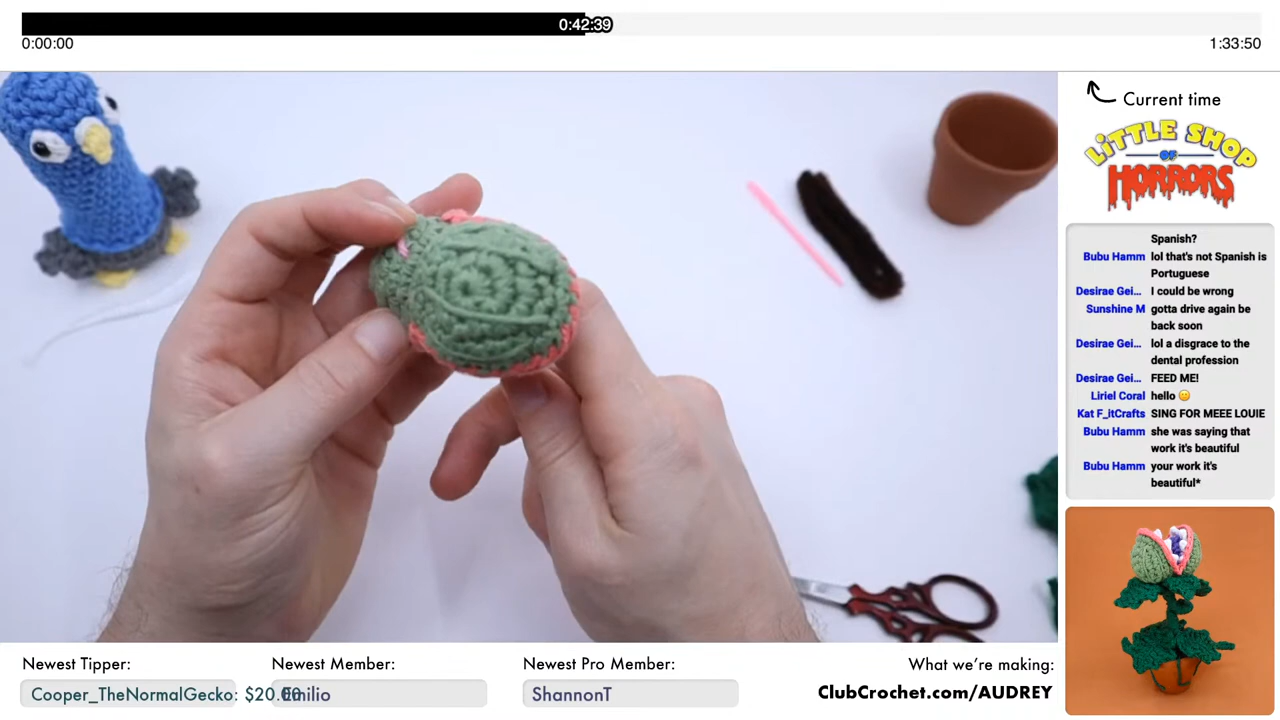 0:42:39
0:00:00
1:33:50
Current time
LITTLE SHOP
OF
HORRORS
Spanish?
Bubu Hamm lol that's not Spanish is
Portuguese
Desirae Gei... I could be wrong
Sunshine M gotta drive again be
back soon
Desirae Gei... lol a disgrace to the
dental profession
Desirae Gei... FEED ME!
Liriel Coral hello
Kat F_itCrafts SING FOR MEEE LOUIE
Bubu Hamm she was saying that
work it's beautiful
Bubu Hamm your work it's
beautiful*
Newest Tipper:
Cooper_TheNormalGecko: $20.00
Newest Member:
Emilio
Newest Pro Member:
ShannonT
What we're making:
ClubCrochet.com/AUDREY